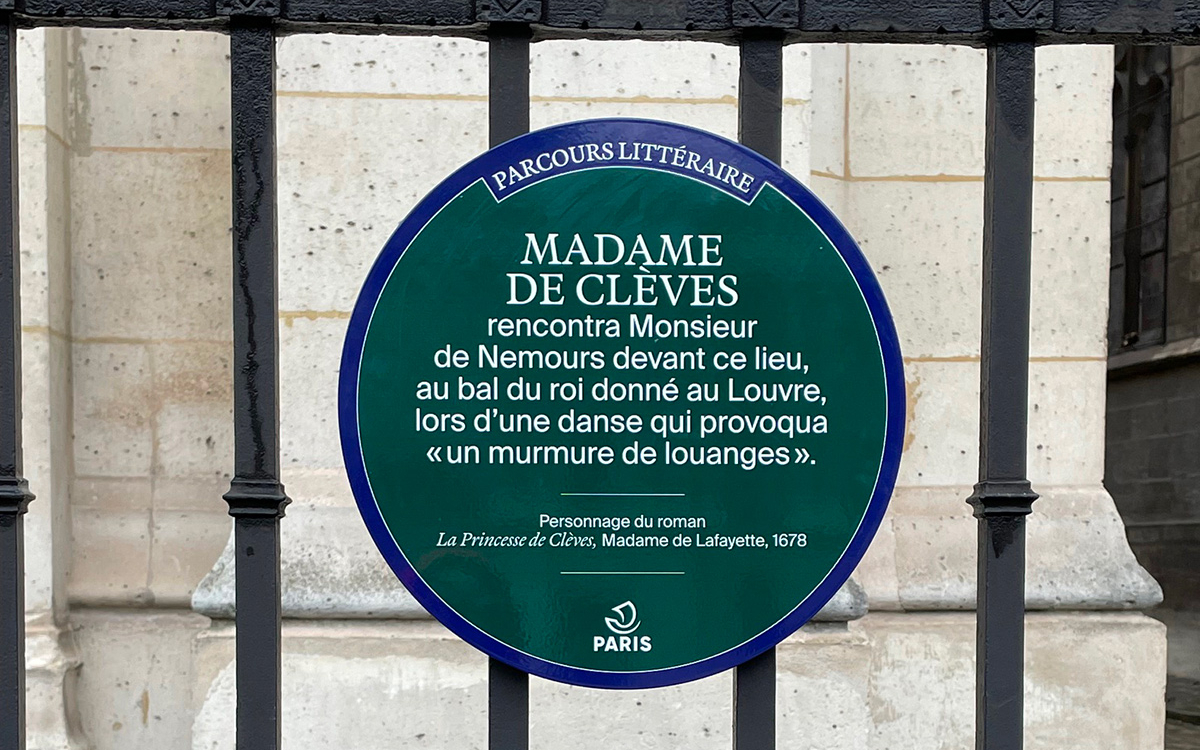 PARCOURS LITTÉRAIRE
MADAME
DE CLÈVES
rencontra Monsieur
de Nemours devant ce lieu,
au bal du roi donné au Louvre,
lors d’une danse qui provoqua
«un murmure de louanges».
Personnage du roman
La Princesse de Clèves, Madame de Lafayette, 1678
PARIS